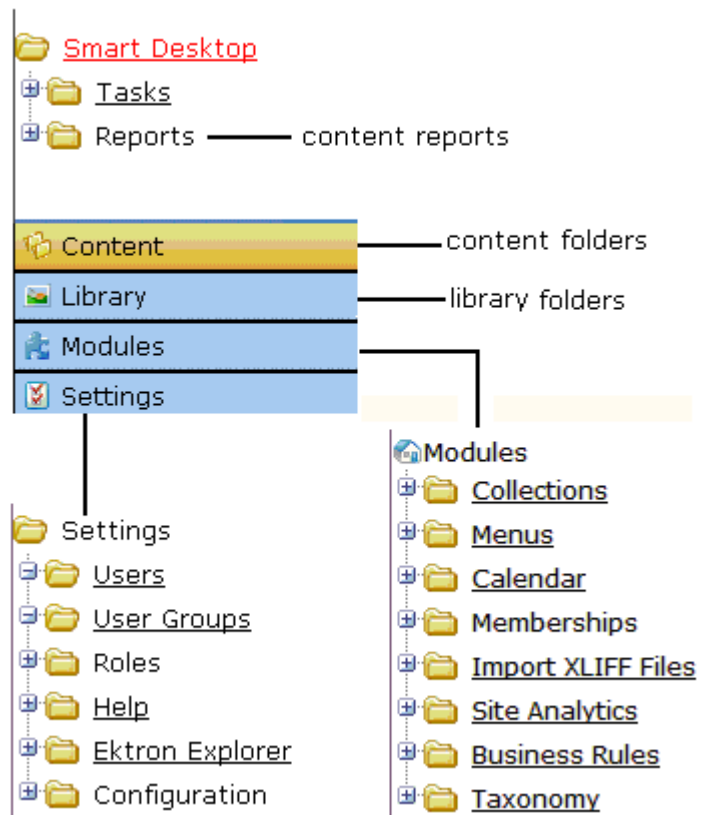 Smart Desktop
Tasks
Reports content reports
Content content folders
Library library folders
Modules
Settings
Settings
Users
User Groups
Roles
Help
Ektron Explorer
Configuration
Modules
Collections
Menus
Calendar
Memberships
Import XLIFF Files
Site Analytics
Business Rules
Taxonomy